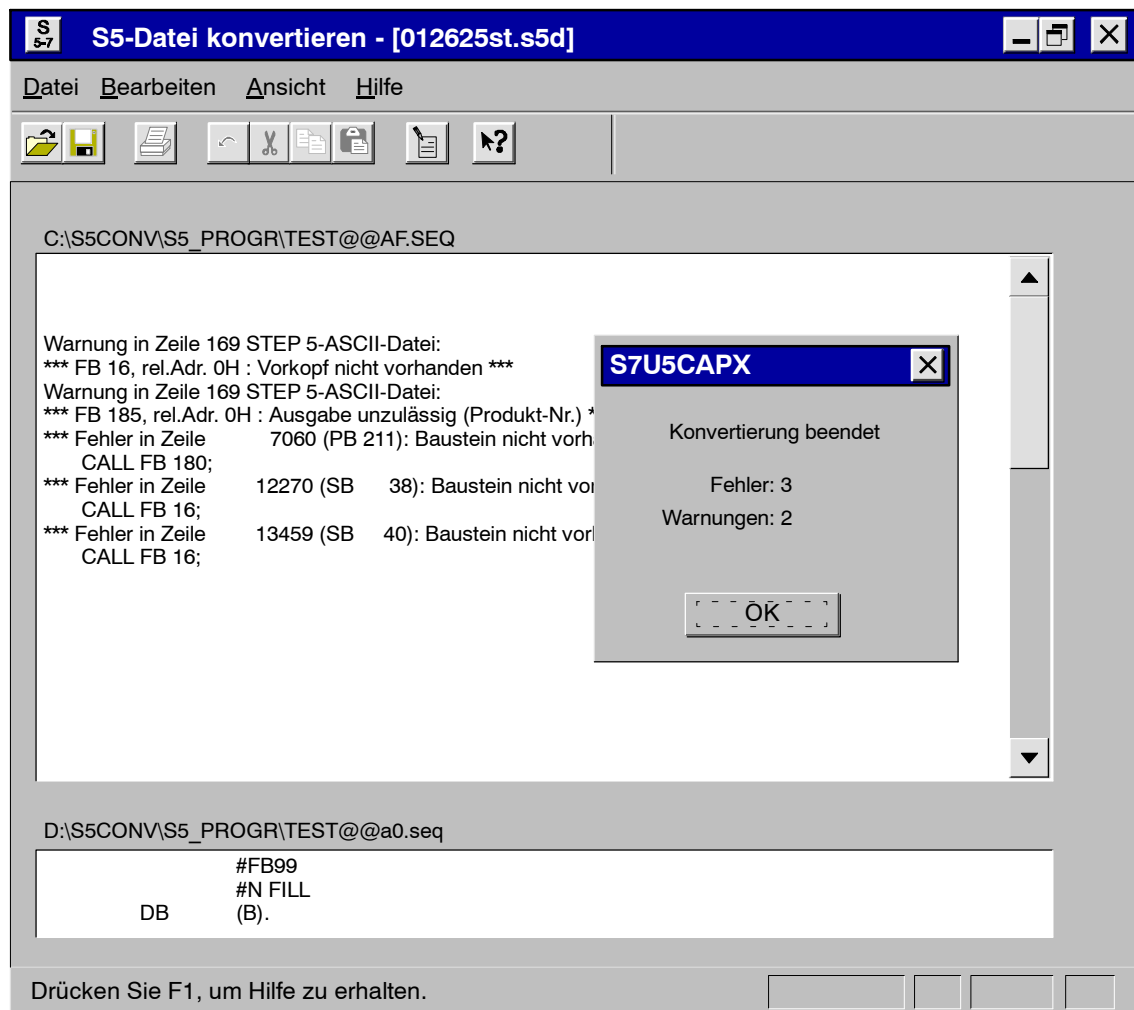 S
5-7
S5-Datei konvertieren - [012625st.s5d]
Datei Bearbeiten Ansicht Hilfe
C:\S5CONV\S5_PROGR\TEST@@AF.SEQ
Warnung in Zeile 169 STEP 5-ASCII-Datei:
*** FB 16, rel.Adr. 0H : Vorkopf nicht vorhanden ***
Warnung in Zeile 169 STEP 5-ASCII-Datei:
*** FB 185, rel.Adr. 0H : Ausgabe unzulässig (Produkt-Nr.) *
*** Fehler in Zeile 7060 (PB 211): Baustein nicht vorh
CALL FB 180;
*** Fehler in Zeile 12270 (SB 38): Baustein nicht vor
CALL FB 16;
*** Fehler in Zeile 13459 (SB 40): Baustein nicht vorh
CALL FB 16;
S7U5CAPX
Konvertierung beendet
Fehler: 3
Warnungen: 2
OK
D:\S5CONV\S5_PROGR\TEST@@a0.seq
#FB99
#N FILL
DB (B).
Drücken Sie F1, um Hilfe zu erhalten.